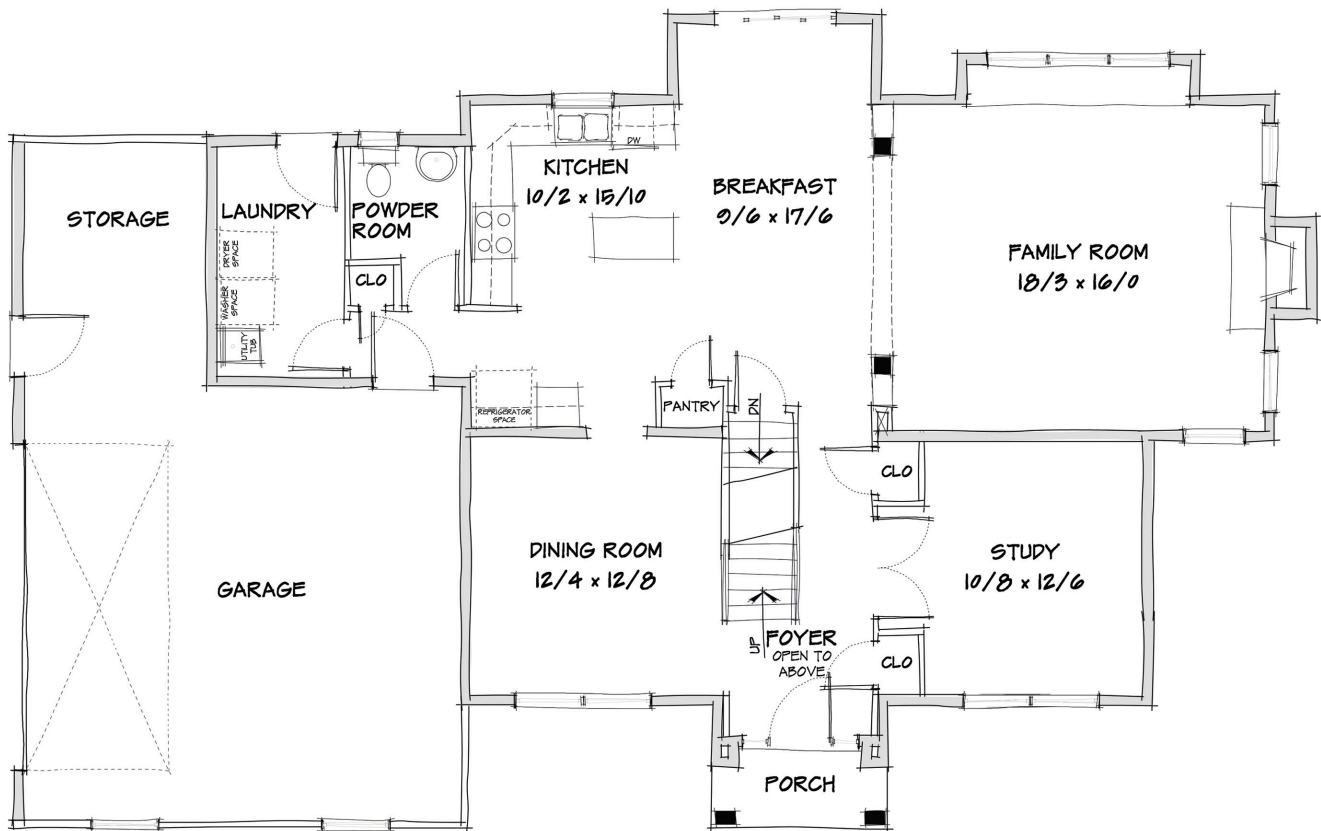 KITCHEN
10/2 x 15/10
DW
BREAKFAST
9/6 x 17/6
STORAGE
LAUNDRY
POWDER
ROOM
DRYER
SPACE
WASHER
SPACE
UTILITY
TUB
CLO
FAMILY ROOM
18/3 x 16/0
REFRIGERATOR
SPACE
PANTRY
DN
CLO
DINING ROOM
12/4 x 12/8
STUDY
10/8 x 12/6
GARAGE
UP
FOYER
OPEN TO
ABOVE
CLO
PORCH